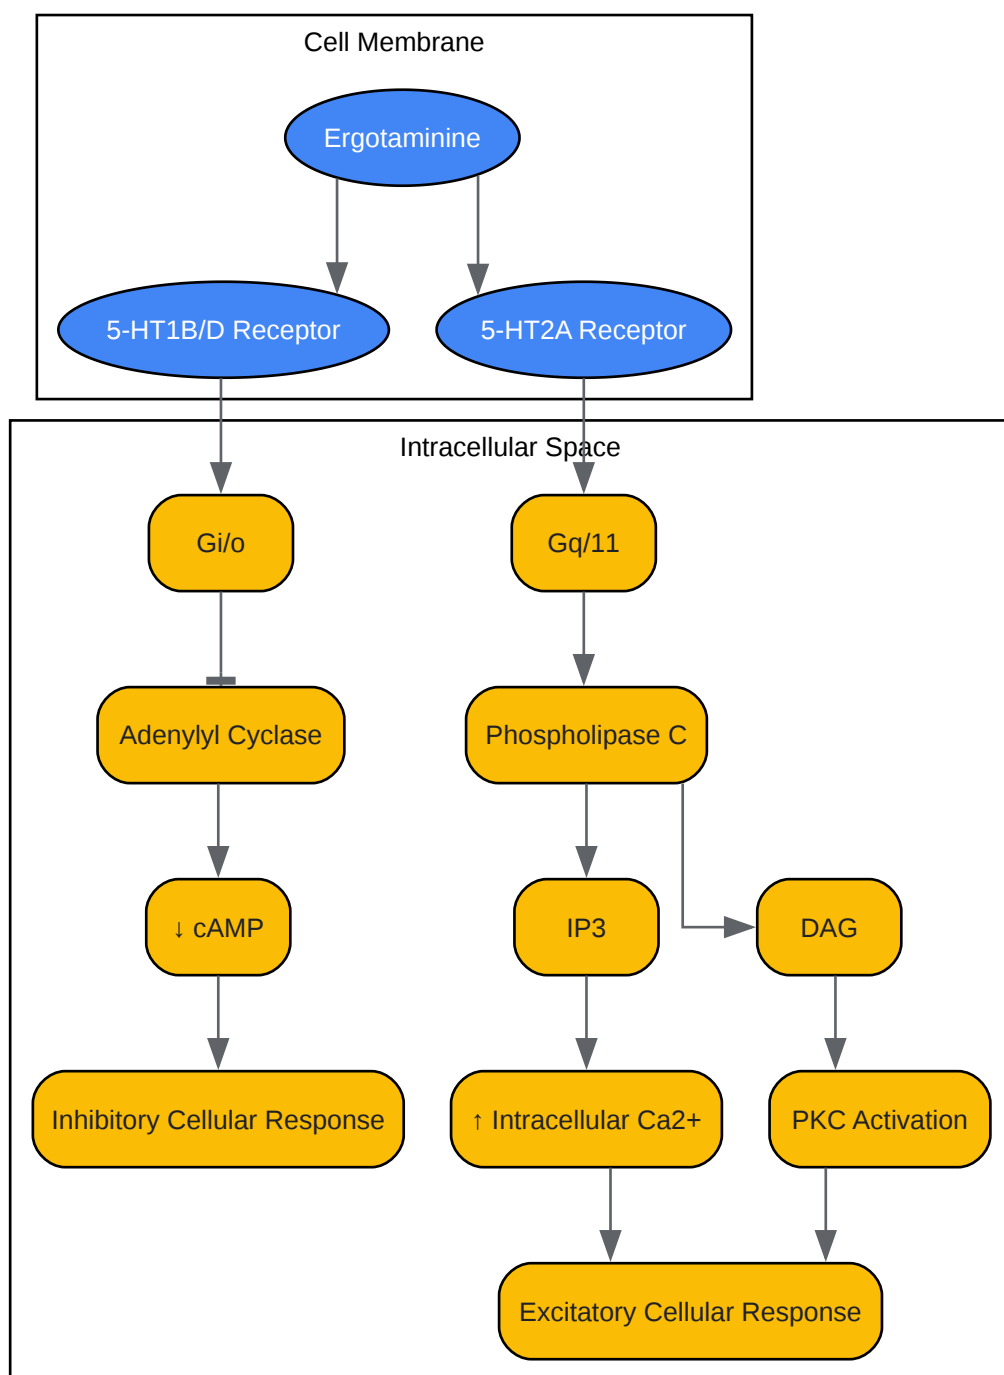 Cell Membrane
Ergotaminine
5-HT1B/D Receptor
5-HT2A Receptor
Intracellular Space
Gi/o
Gq/11
Adenylyl Cyclase
Phospholipase C
↓ cAMP
IP3
DAG
Inhibitory Cellular Response
↑ Intracellular Ca2+
PKC Activation
Excitatory Cellular Response